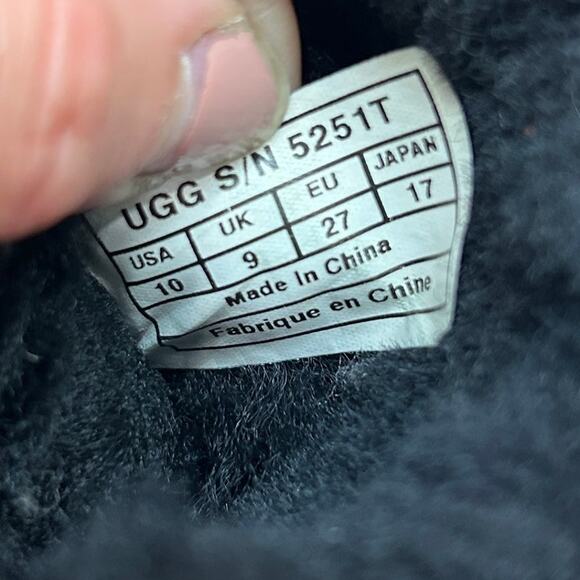 UGG S/N 5251T
USA UK EU JAPAN
10 9 27 17
Made In China
Fabrique en Chine